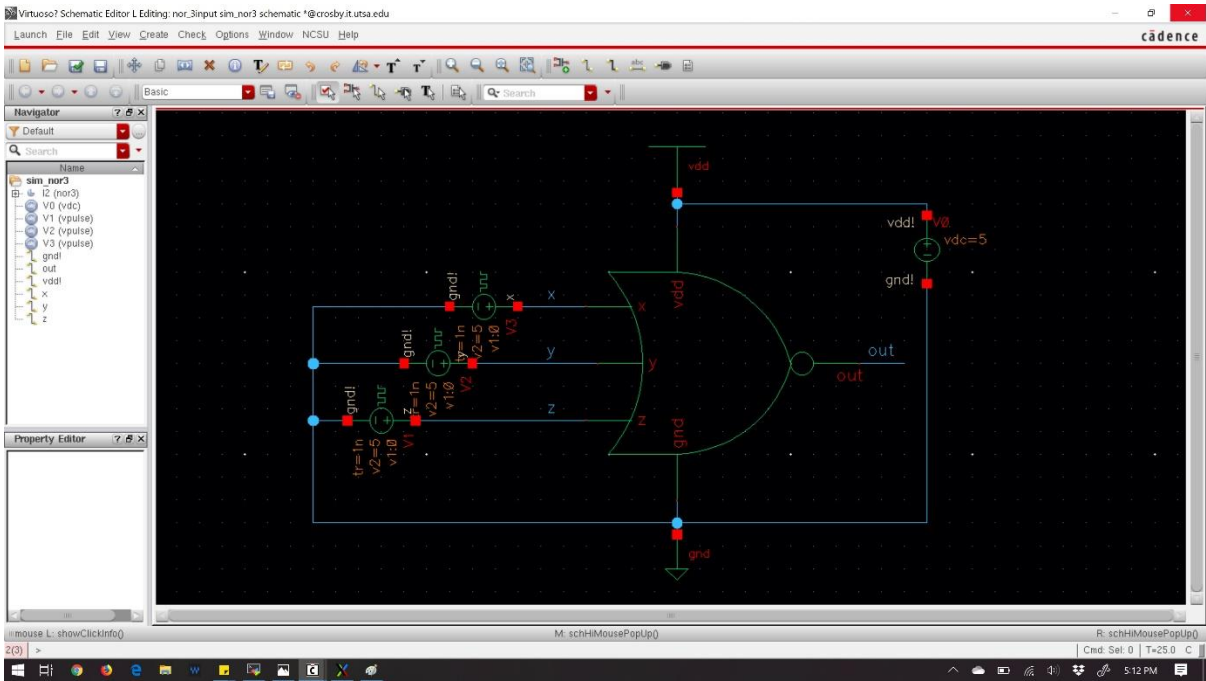 Virtuoso? Schematic Editor L Editing: nor_3input sim_nor3 schematic *@crosby.it.utsa.edu
Launch File Edit View Create Check Options Window NCSU Help
cādence
Basic
Search
Navigator
Default
Search
Name
sim_nor3
I2 (nor3)
V0 (vdc)
V1 (vpulse)
V2 (vpulse)
V3 (vpulse)
gnd!
out
vdd!
x
y
z
Property Editor
vdd
vdd!
V0
vdc=5
gnd!
vdd
gnd!
x
x
x
V3
tr=1n
v2=5
v1:0
gnd!
y
y
y
V2
tr=1n
v2=5
v1:0
gnd!
z
z
z
V1
tr=1n
v2=5
v1:0
out
out
gnd
gnd
mouse L: showClickInfo()
M: schHiMousePopUp()
R: schHiMousePopUp()
2(3) >
Cmd: Sel: 0 T=25.0 C
5:12 PM